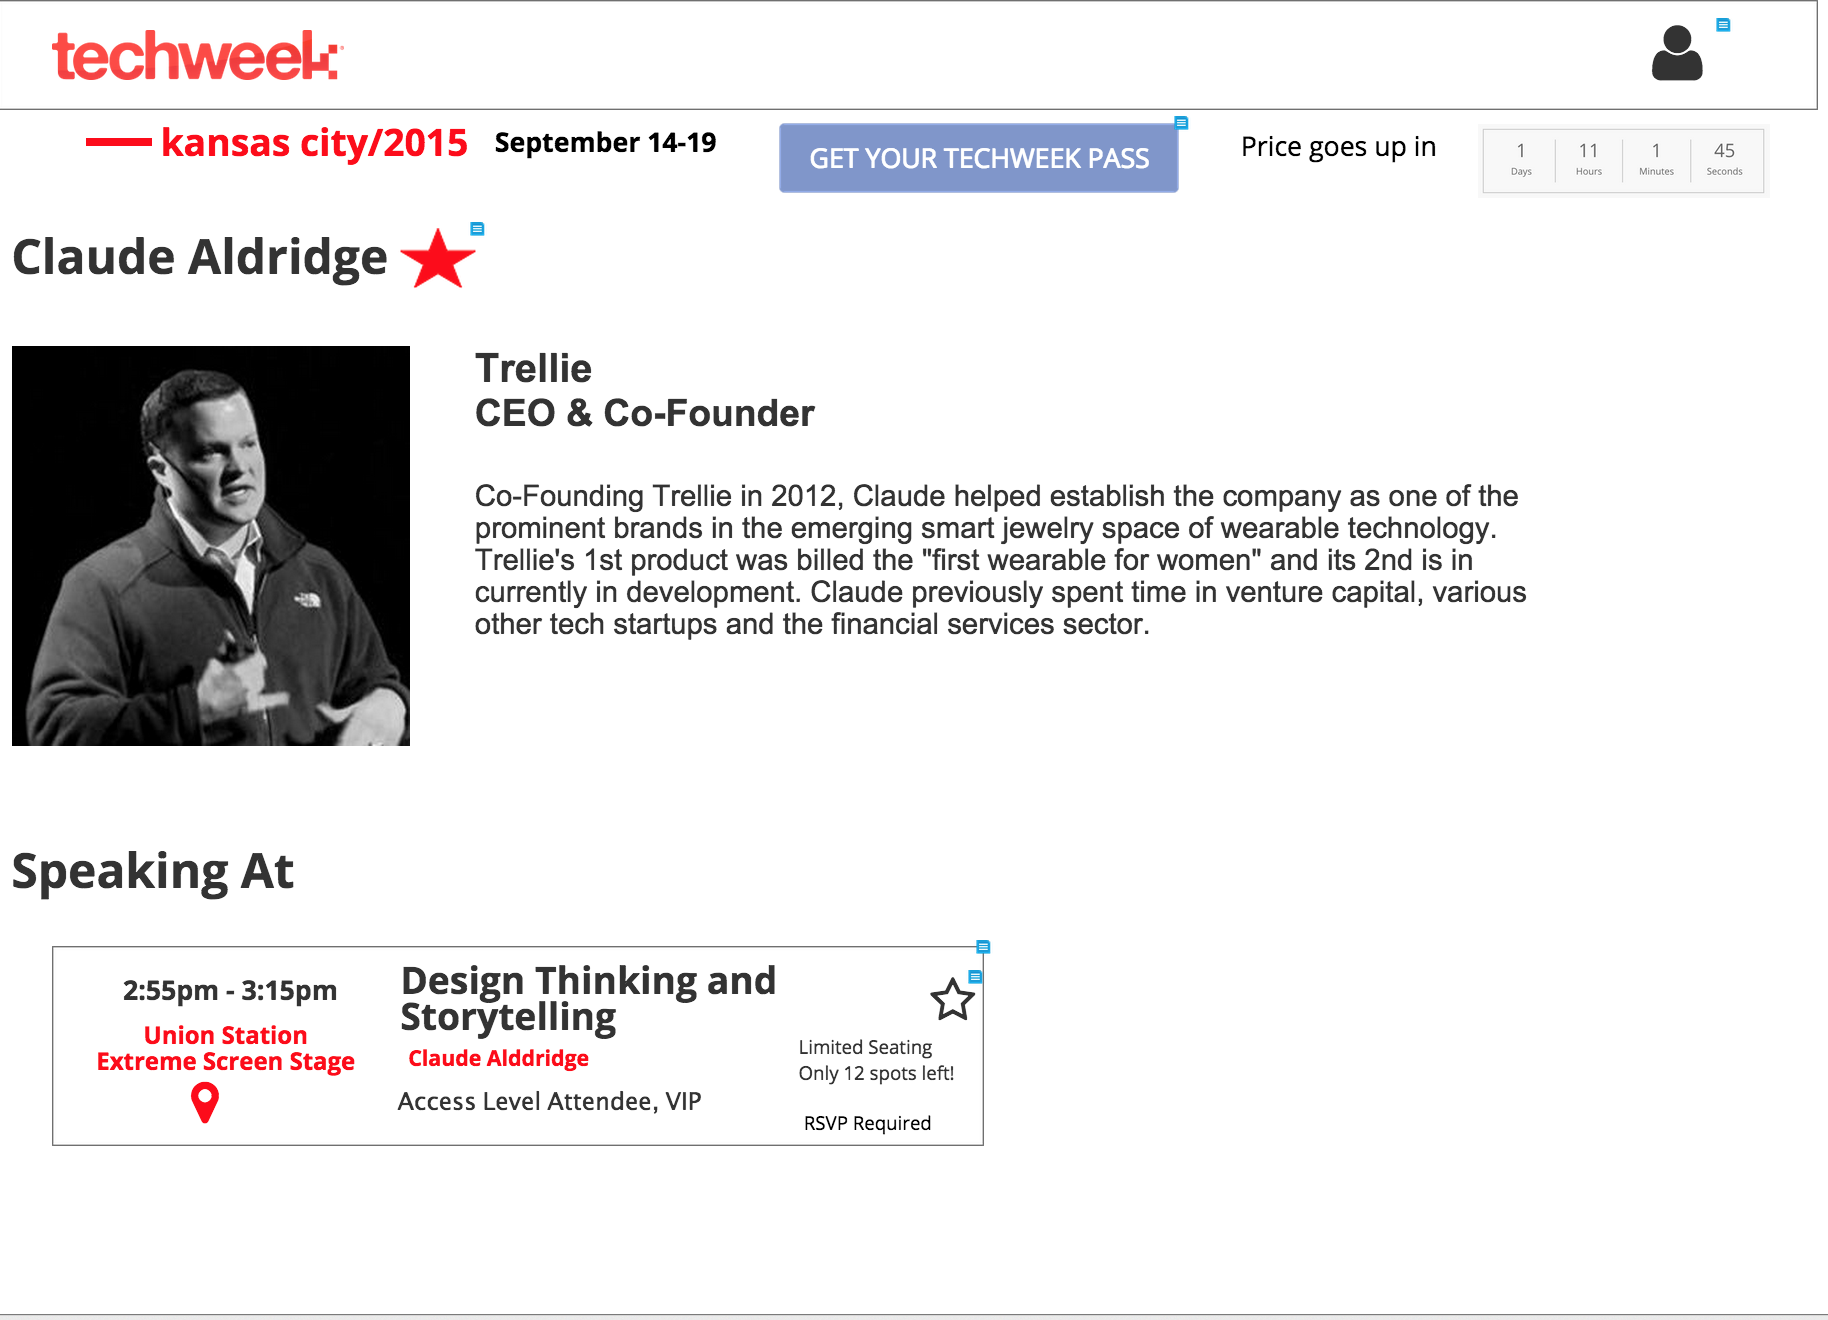 techweek
kansas city/2015
September 14-19
GET YOUR TECHWEEK PASS
Price goes up in
1 11 1 45
Days Hours Minutes Seconds
Claude Aldridge
Trellie
CEO & Co-Founder
Co-Founding Trellie in 2012, Claude helped establish the company as one of the
prominent brands in the emerging smart jewelry space of wearable technology.
Trellie's 1st product was billed the "first wearable for women" and its 2nd is in
currently in development. Claude previously spent time in venture capital, various
other tech startups and the financial services sector.
Speaking At
2:55pm - 3:15pm
Union Station
Extreme Screen Stage
Design Thinking and
Storytelling
Claude Alddridge
Access Level Attendee, VIP
Limited Seating
Only 12 spots left!
RSVP Required